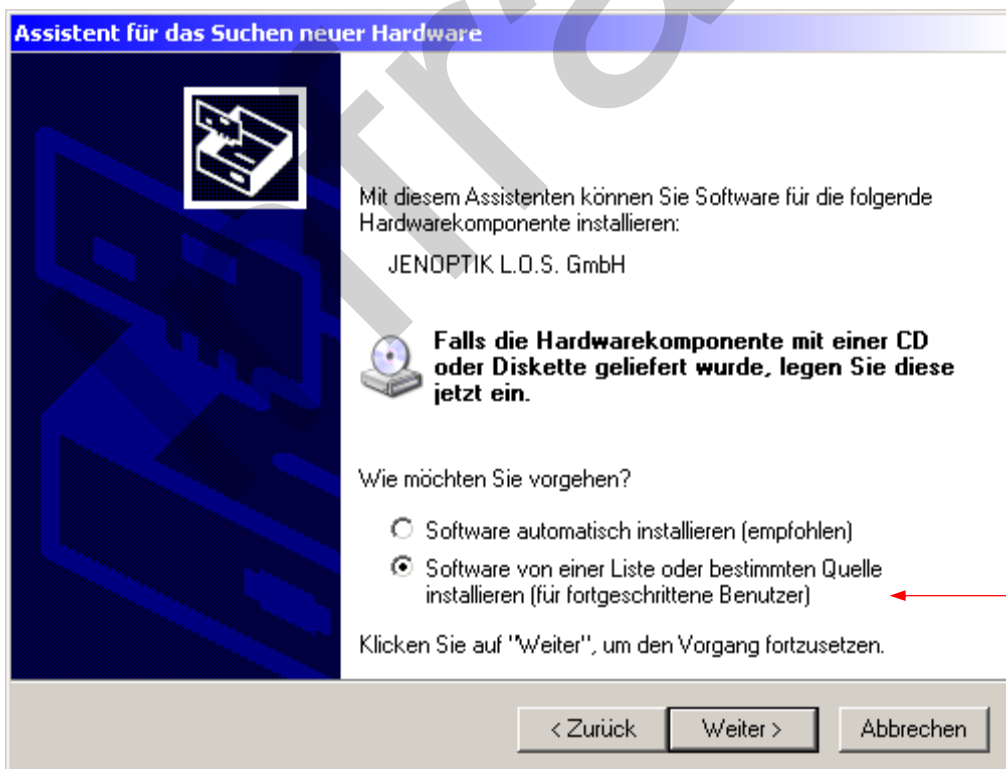 Assistent für das Suchen neuer Hardware
Mit diesem Assistenten können Sie Software für die folgende
Hardwarekomponente installieren:
JENOPTIK L.O.S. GmbH
Falls die Hardwarekomponente mit einer CD
oder Diskette geliefert wurde, legen Sie diese
jetzt ein.
Wie möchten Sie vorgehen?
Software automatisch installieren (empfohlen)
Software von einer Liste oder bestimmten Quelle
installieren (für fortgeschrittene Benutzer)
Klicken Sie auf "Weiter", um den Vorgang fortzusetzen.
< Zurück
Weiter >
Abbrechen